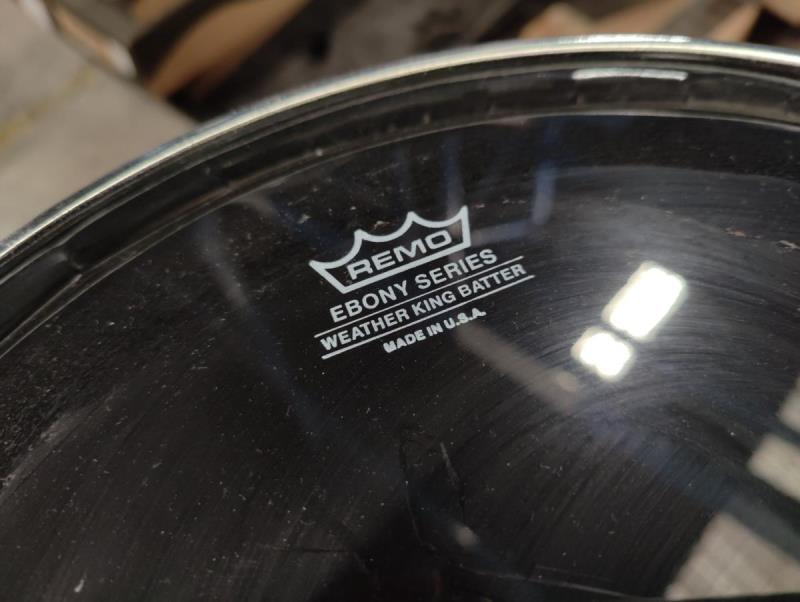 REMO
EBONY SERIES
WEATHER KING BATTER
MADE IN U.S.A.